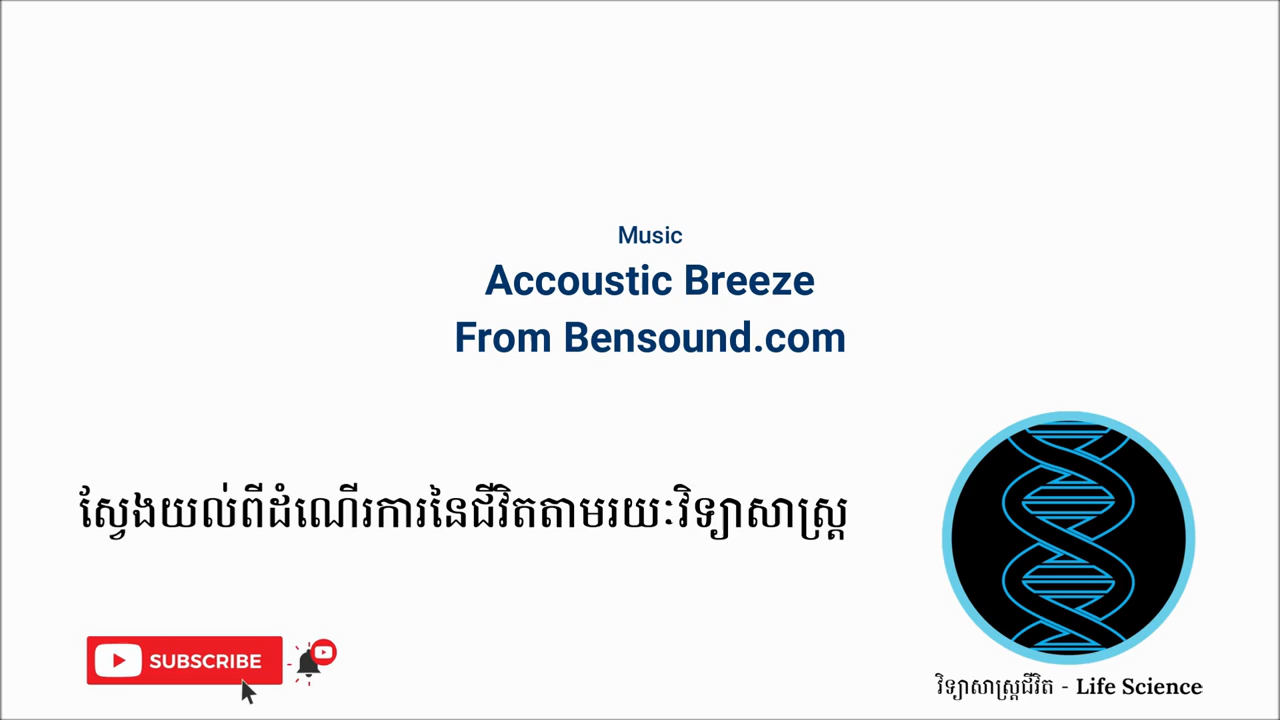 Music
Accoustic Breeze
From Bensound.com
ស្វែងយល់ពីដំណើរការនៃជីវិតតាមរយៈវិទ្យាសាស្ត្រ
SUBSCRIBE
វិទ្យាសាស្ត្រជីវិត - Life Science